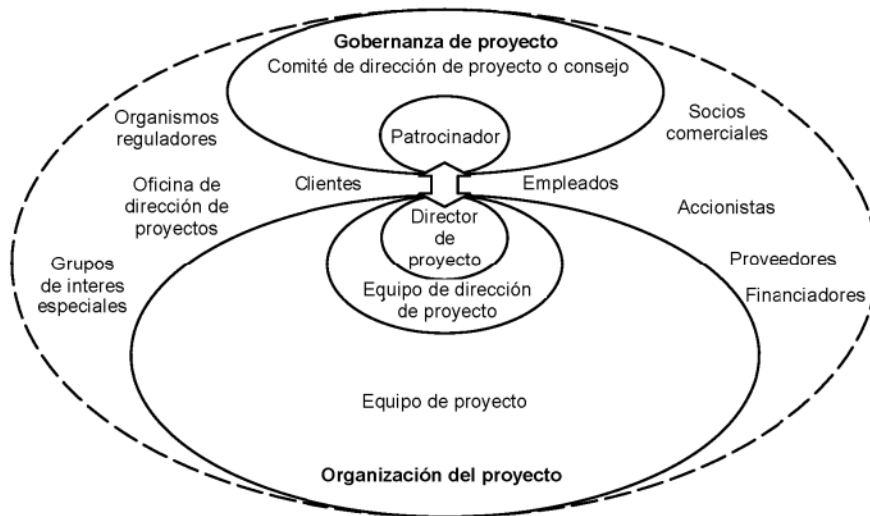 Gobernanza de proyecto
Comité de dirección de proyecto o consejo
Organismos
reguladores
Patrocinador
Socios
comerciales
Oficina de
dirección de
proyectos
Clientes
Empleados
Accionistas
Director
de
proyecto
Grupos
de interes
especiales
Proveedores
Financiadores
Equipo de dirección
de proyecto
Equipo de proyecto
Organización del proyecto